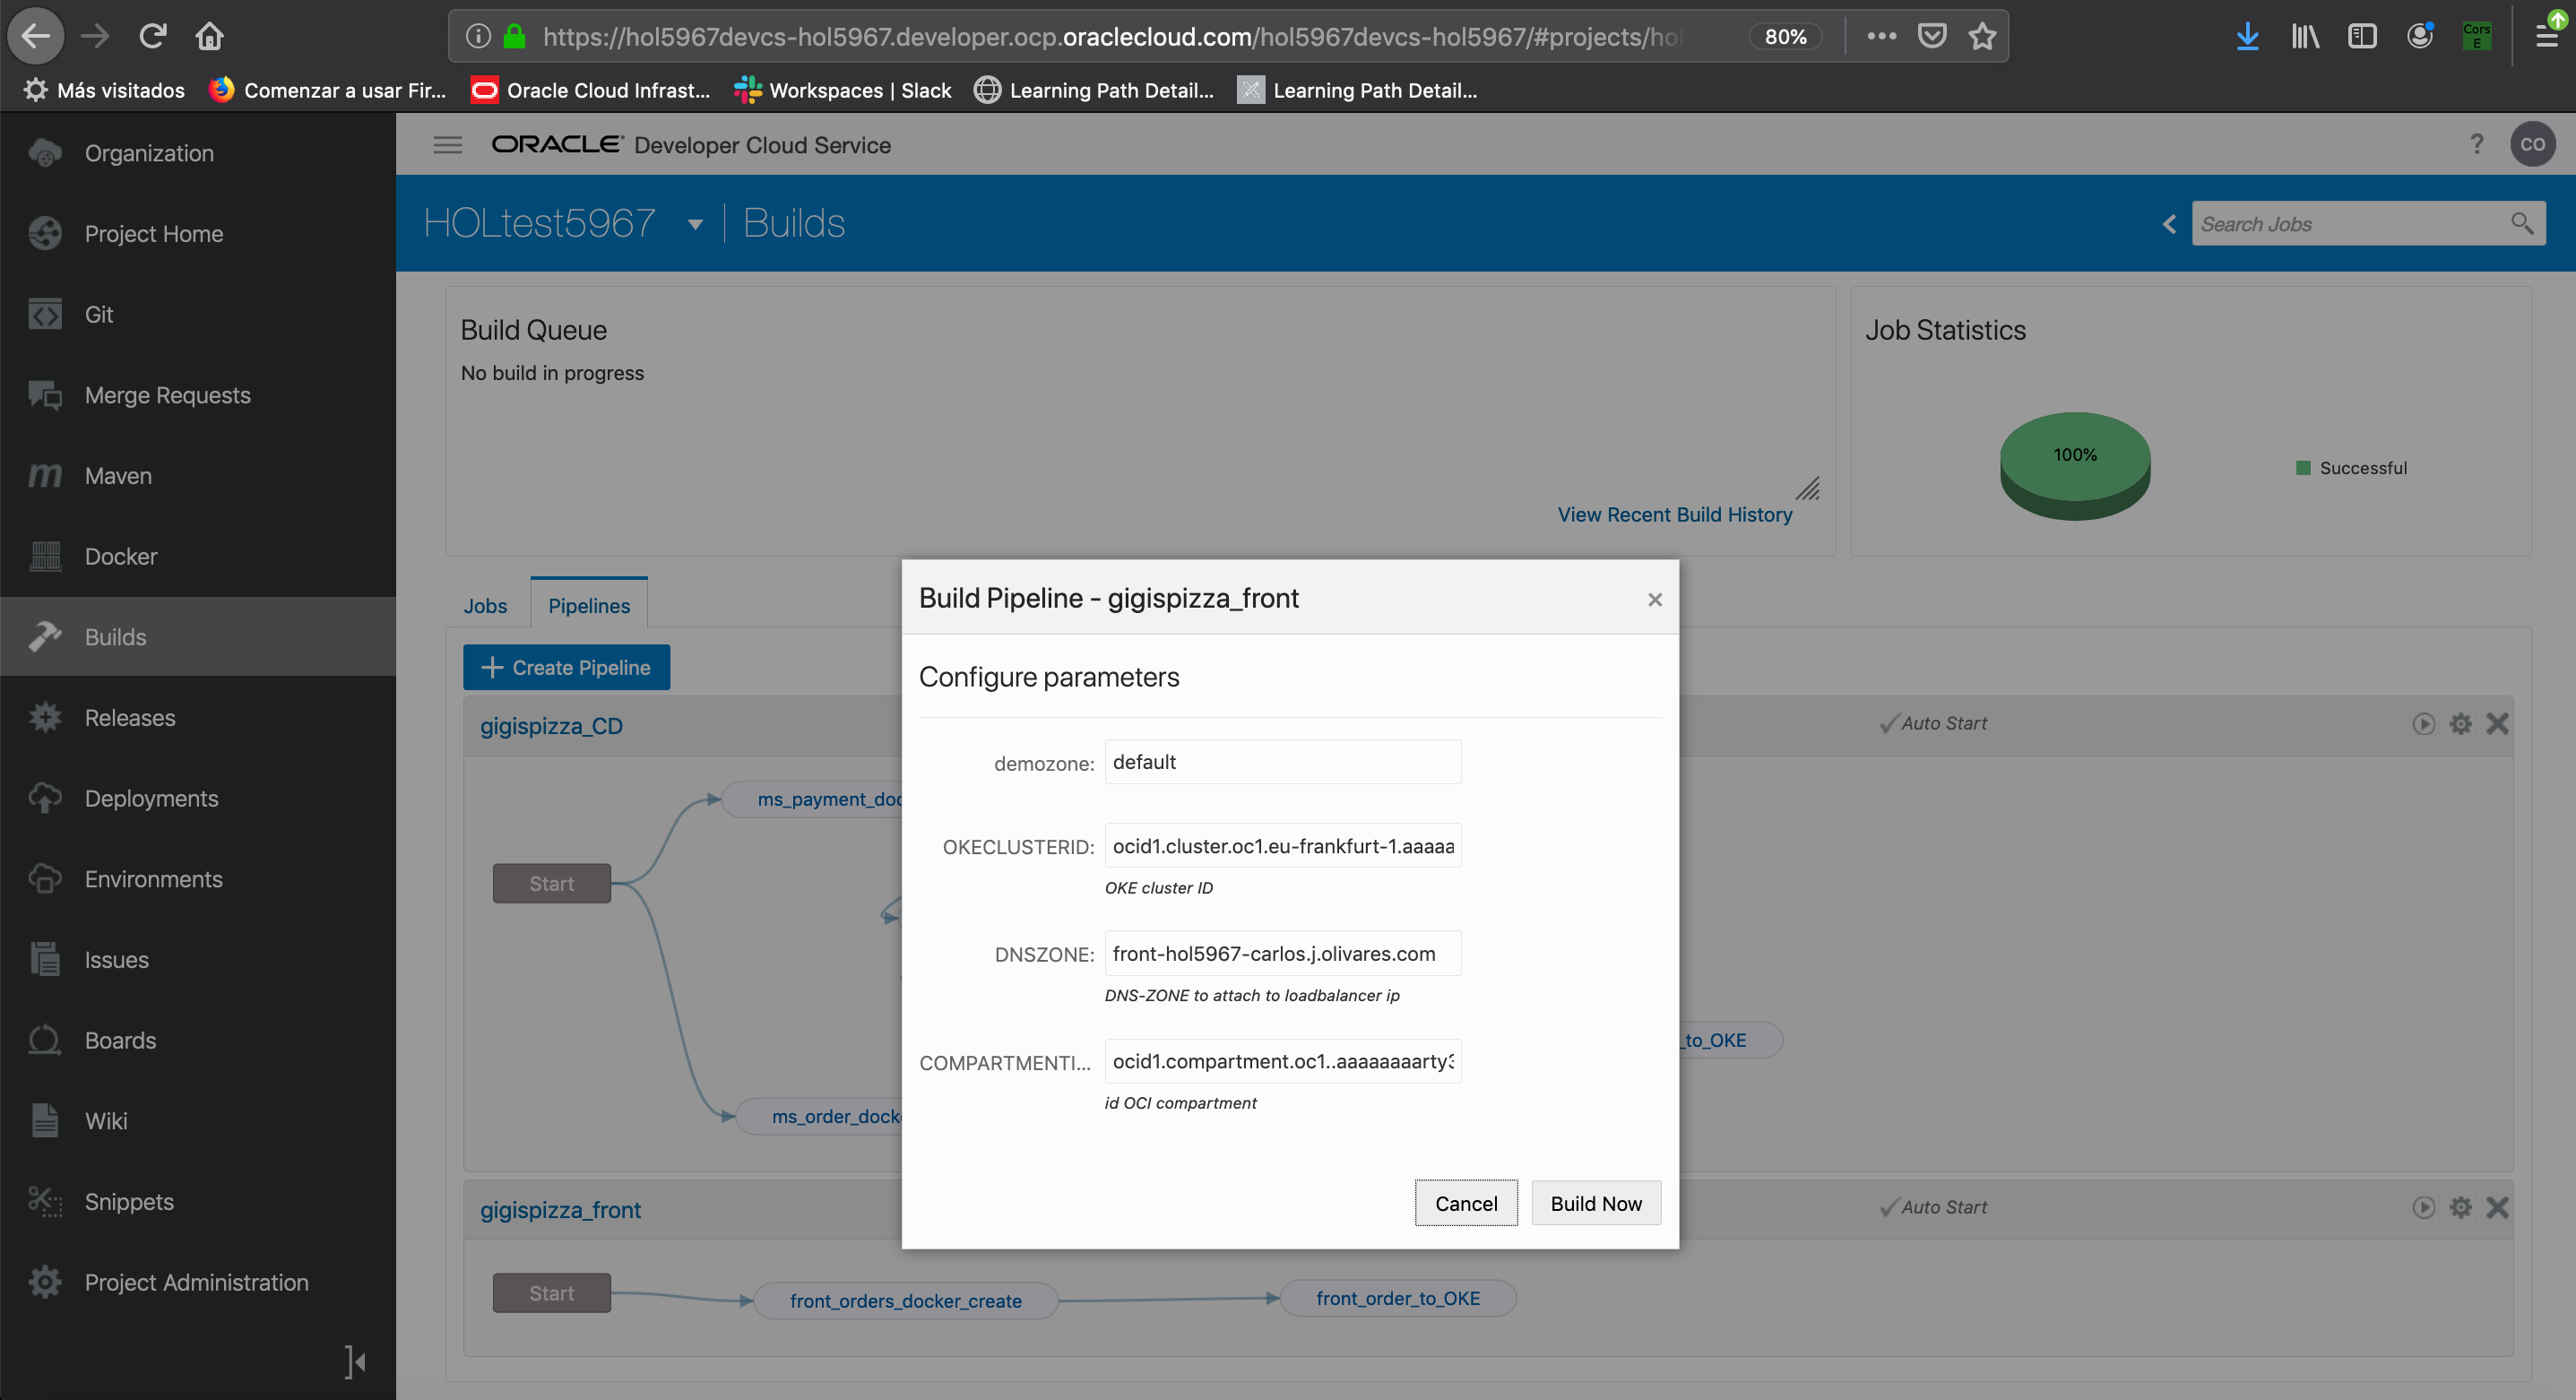 https://hol5967devcs-hol5967.developer.ocp.oraclecloud.com/hol5967devcs-hol5967/#projects/hol
80%
Cors
E
Más visitados
Comenzar a usar Fir...
Oracle Cloud Infrast...
Workspaces | Slack
Learning Path Detail...
Learning Path Detail...
Organization
Project Home
Git
Merge Requests
Maven
Docker
Builds
Releases
Deployments
Environments
Issues
Boards
Wiki
Snippets
Project Administration
ORACLE Developer Cloud Service
?
CO
HOLtest5967
Builds
Search Jobs
Build Queue
No build in progress
View Recent Build History
Job Statistics
100%
Successful
Jobs
Pipelines
Create Pipeline
gigispizza_CD
Auto Start
Start
ms_payment_doc
ms_order_docke
_to_OKE
gigispizza_front
Auto Start
Start
front_orders_docker_create
front_order_to_OKE
Build Pipeline - gigispizza_front
×
Configure parameters
demozone:
default
OKECLUSTERID:
ocid1.cluster.oc1.eu-frankfurt-1.aaaaa
OKE cluster ID
DNSZONE:
front-hol5967-carlos.j.olivares.com
DNS-ZONE to attach to loadbalancer ip
COMPARTMENTI...
ocid1.compartment.oc1..aaaaaaaarty3
id OCI compartment
Cancel
Build Now